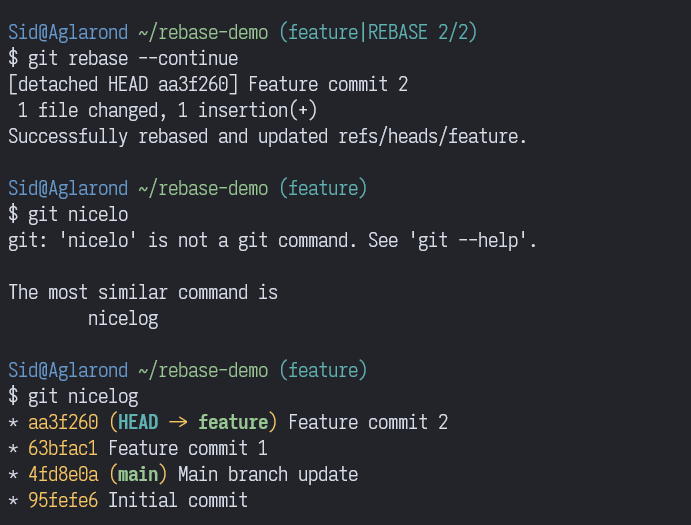 Sid@Aglarond ~/rebase-demo (feature|REBASE 2/2)
$ git rebase --continue
[detached HEAD aa3f260] Feature commit 2
 1 file changed, 1 insertion(+)
Successfully rebased and updated refs/heads/feature.
Sid@Aglarond ~/rebase-demo (feature)
$ git nicelo
git: 'nicelo' is not a git command. See 'git --help'.
The most similar command is
        nicelog
Sid@Aglarond ~/rebase-demo (feature)
$ git nicelog
* aa3f260 (HEAD -> feature) Feature commit 2
* 63bfac1 Feature commit 1
* 4fd8e0a (main) Main branch update
* 95fefe6 Initial commit